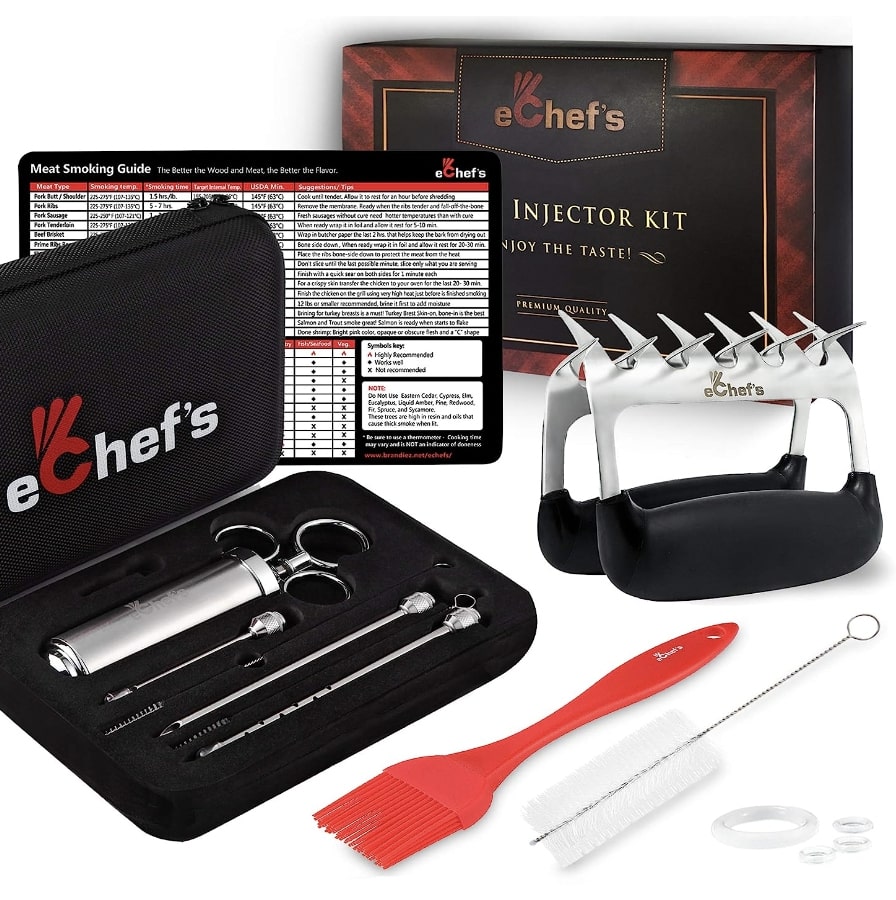 eChef's
INJECTOR KIT
NJOY THE TASTE!
PREMIUM QUALITY
Meat Smoking Guide The Better the Wood and Meat, the Better the Flavor.
eChef's
Meat Type Smoking temp. *Smoking time Target Internal Temp. USDA Min. Suggestions/ Tips
Pork Butt / Shoulder 225-275°F (107-135°C) 1.5 hrs/lb. 145°F (63°C) Cook until tender. Allow it to rest for an hour before shredding
Pork Ribs 225-275°F (107-135°C) 5 - 7 hrs. 145°F (63°C) Remove the membrane. Ready when the ribs tender and fall-off-the-bone
Pork Sausage 225-250°F (107-121°C) 145°F (63°C) Fresh sausages without cure need hotter temperatures than with cure
Pork Tenderloin 225-275°F (107-135°C) 145°F (63°C) When ready wrap it in foil and allow it rest for 5-10 min.
Beef Brisket Wrap in butcher paper the last 2 hrs. that helps keep the bark from drying out
Prime Ribs Bone side down, When ready wrap it in foil and allow it rest for 20-30 min.
Place the ribs bone-side down to protect the meat from the heat
Don't slice until the last possible minute, slice only what you are serving
Finish with a quick sear on both sides for 1 minute each
For a crispy skin transfer the chicken to your oven for the last 20- 30 min.
Finish the chicken on the grill using very high heat just before is finished smoking
12 lbs or smaller recommended, brine it first to add moisture
Brining for turkey breasts is a must! Turkey Brest Skin-on, bone-in is the best
Salmon and Trout smoke great! Salmon is ready when starts to flake
Done shrimp: Bright pink color, opaque or obscure flesh and a "C" shape
try Fish/Seafood Veg.
Symbols key:
Highly Recommended
Works well
X Not recommended
NOTE:
Do Not Use Eastern Cedar, Cypress, Elm,
Eucalyptus, Liquid Amber, Pine, Redwood,
Fir, Spruce, and Sycamore.
These trees are high in resin and oils that
cause thick smoke when lit.
* Be sure to use a thermometer - Cooking time
may vary and is NOT an indicator of doneness
www.brandiez.net/echefs/
eChef's
eChef's
eChef's
eChef's